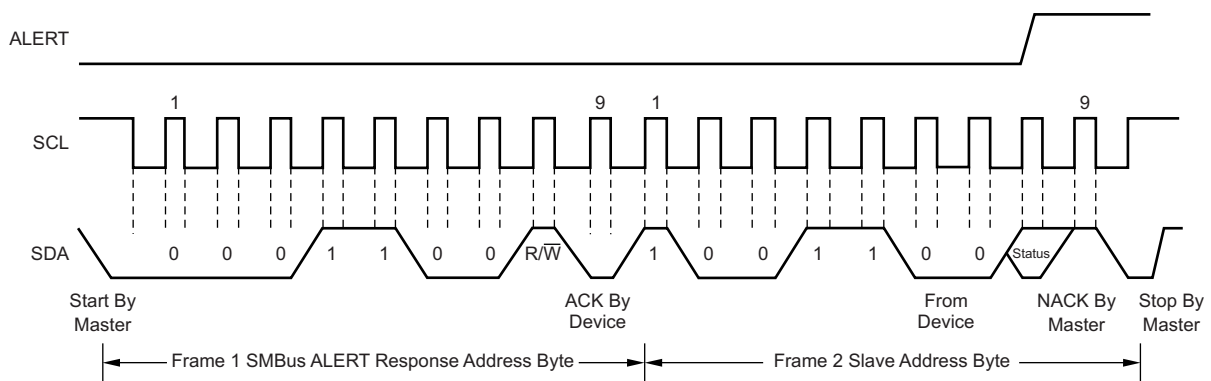 ALERT
1 9 1 9
SCL
SDA
0 0 0 1 1 0 0 R/W̅ 1 0 0 1 1 0 0 Status
Start By
Master
ACK By
Device
From
Device
NACK By
Master
Stop By
Master
Frame 1 SMBus ALERT Response Address Byte
Frame 2 Slave Address Byte